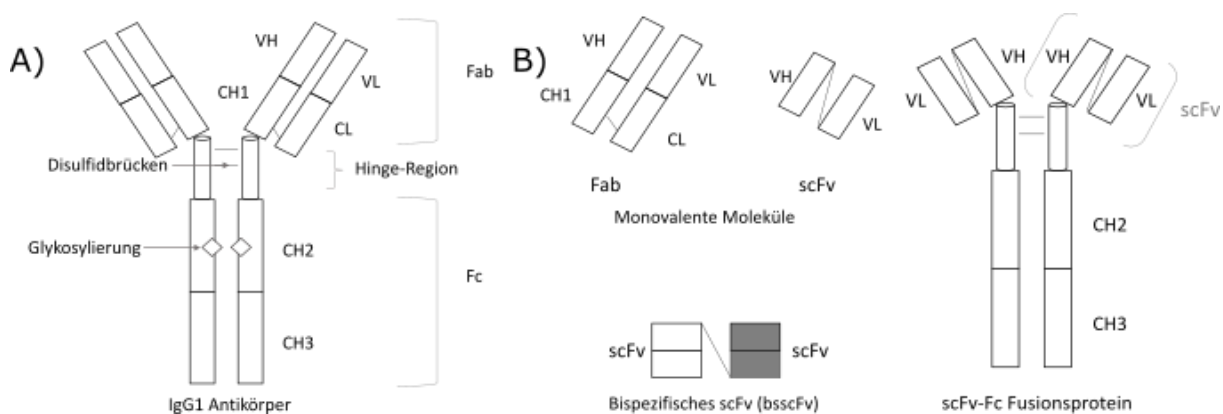 A)
VH
Fab
CH1
VL
CL
Disulfidbrücken
Hinge-Region
Glykosylierung
CH2
Fc
CH3
IgG1 Antikörper
B)
VH
CH1
VL
CL
Fab
VH
VL
scFv
Monovalente Moleküle
scFv
scFv
Bispezifisches scFv (bsscFv)
VH
VH
VL
VL
scFv
CH2
CH3
scFv-Fc Fusionsprotein